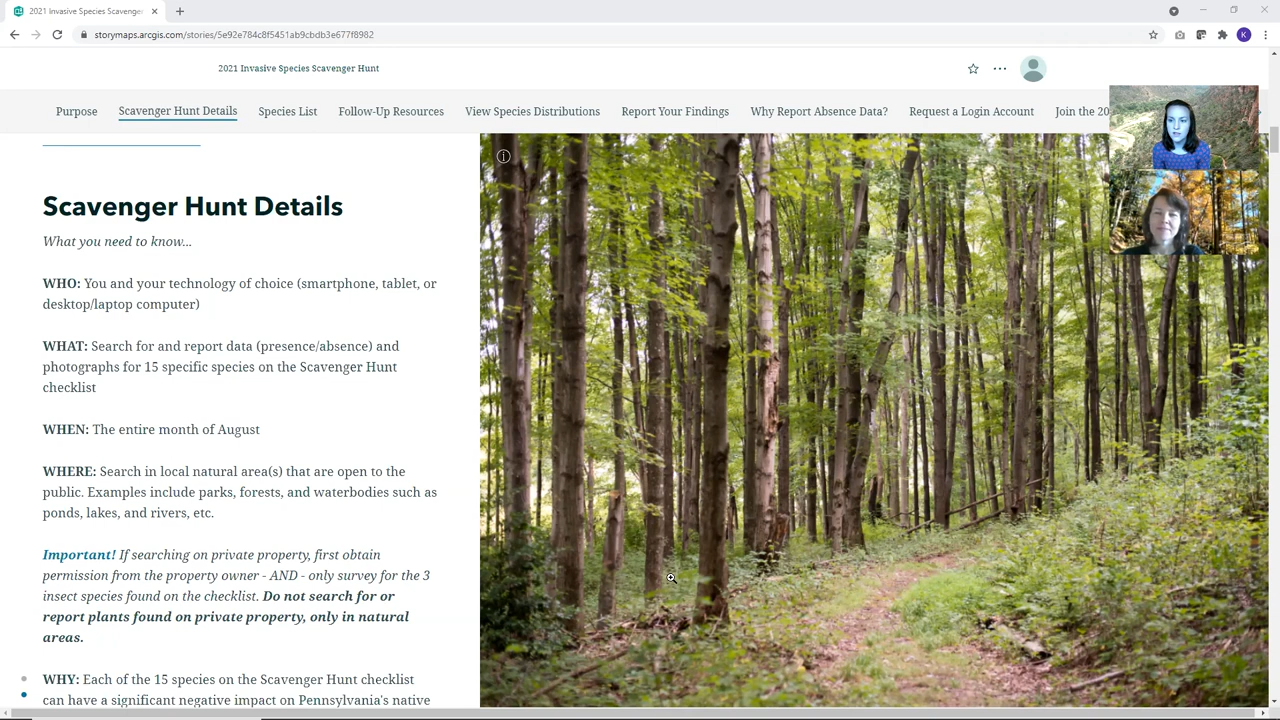 2021 Invasive Species Scavenger
storymaps.arcgis.com/stories/5e92e784c8f5451ab9cbdb3e677f8982
K
2021 Invasive Species Scavenger Hunt
Purpose Scavenger Hunt Details Species List Follow-Up Resources View Species Distributions Report Your Findings Why Report Absence Data? Request a Login Account Join the 20
Scavenger Hunt Details
What you need to know...
WHO: You and your technology of choice (smartphone, tablet, or
desktop/laptop computer)
WHAT: Search for and report data (presence/absence) and
photographs for 15 specific species on the Scavenger Hunt
checklist
WHEN: The entire month of August
WHERE: Search in local natural area(s) that are open to the
public. Examples include parks, forests, and waterbodies such as
ponds, lakes, and rivers, etc.
Important! If searching on private property, first obtain
permission from the property owner - AND - only survey for the 3
insect species found on the checklist. Do not search for or
report plants found on private property, only in natural
areas.
WHY: Each of the 15 species on the Scavenger Hunt checklist
can have a significant negative impact on Pennsylvania's native